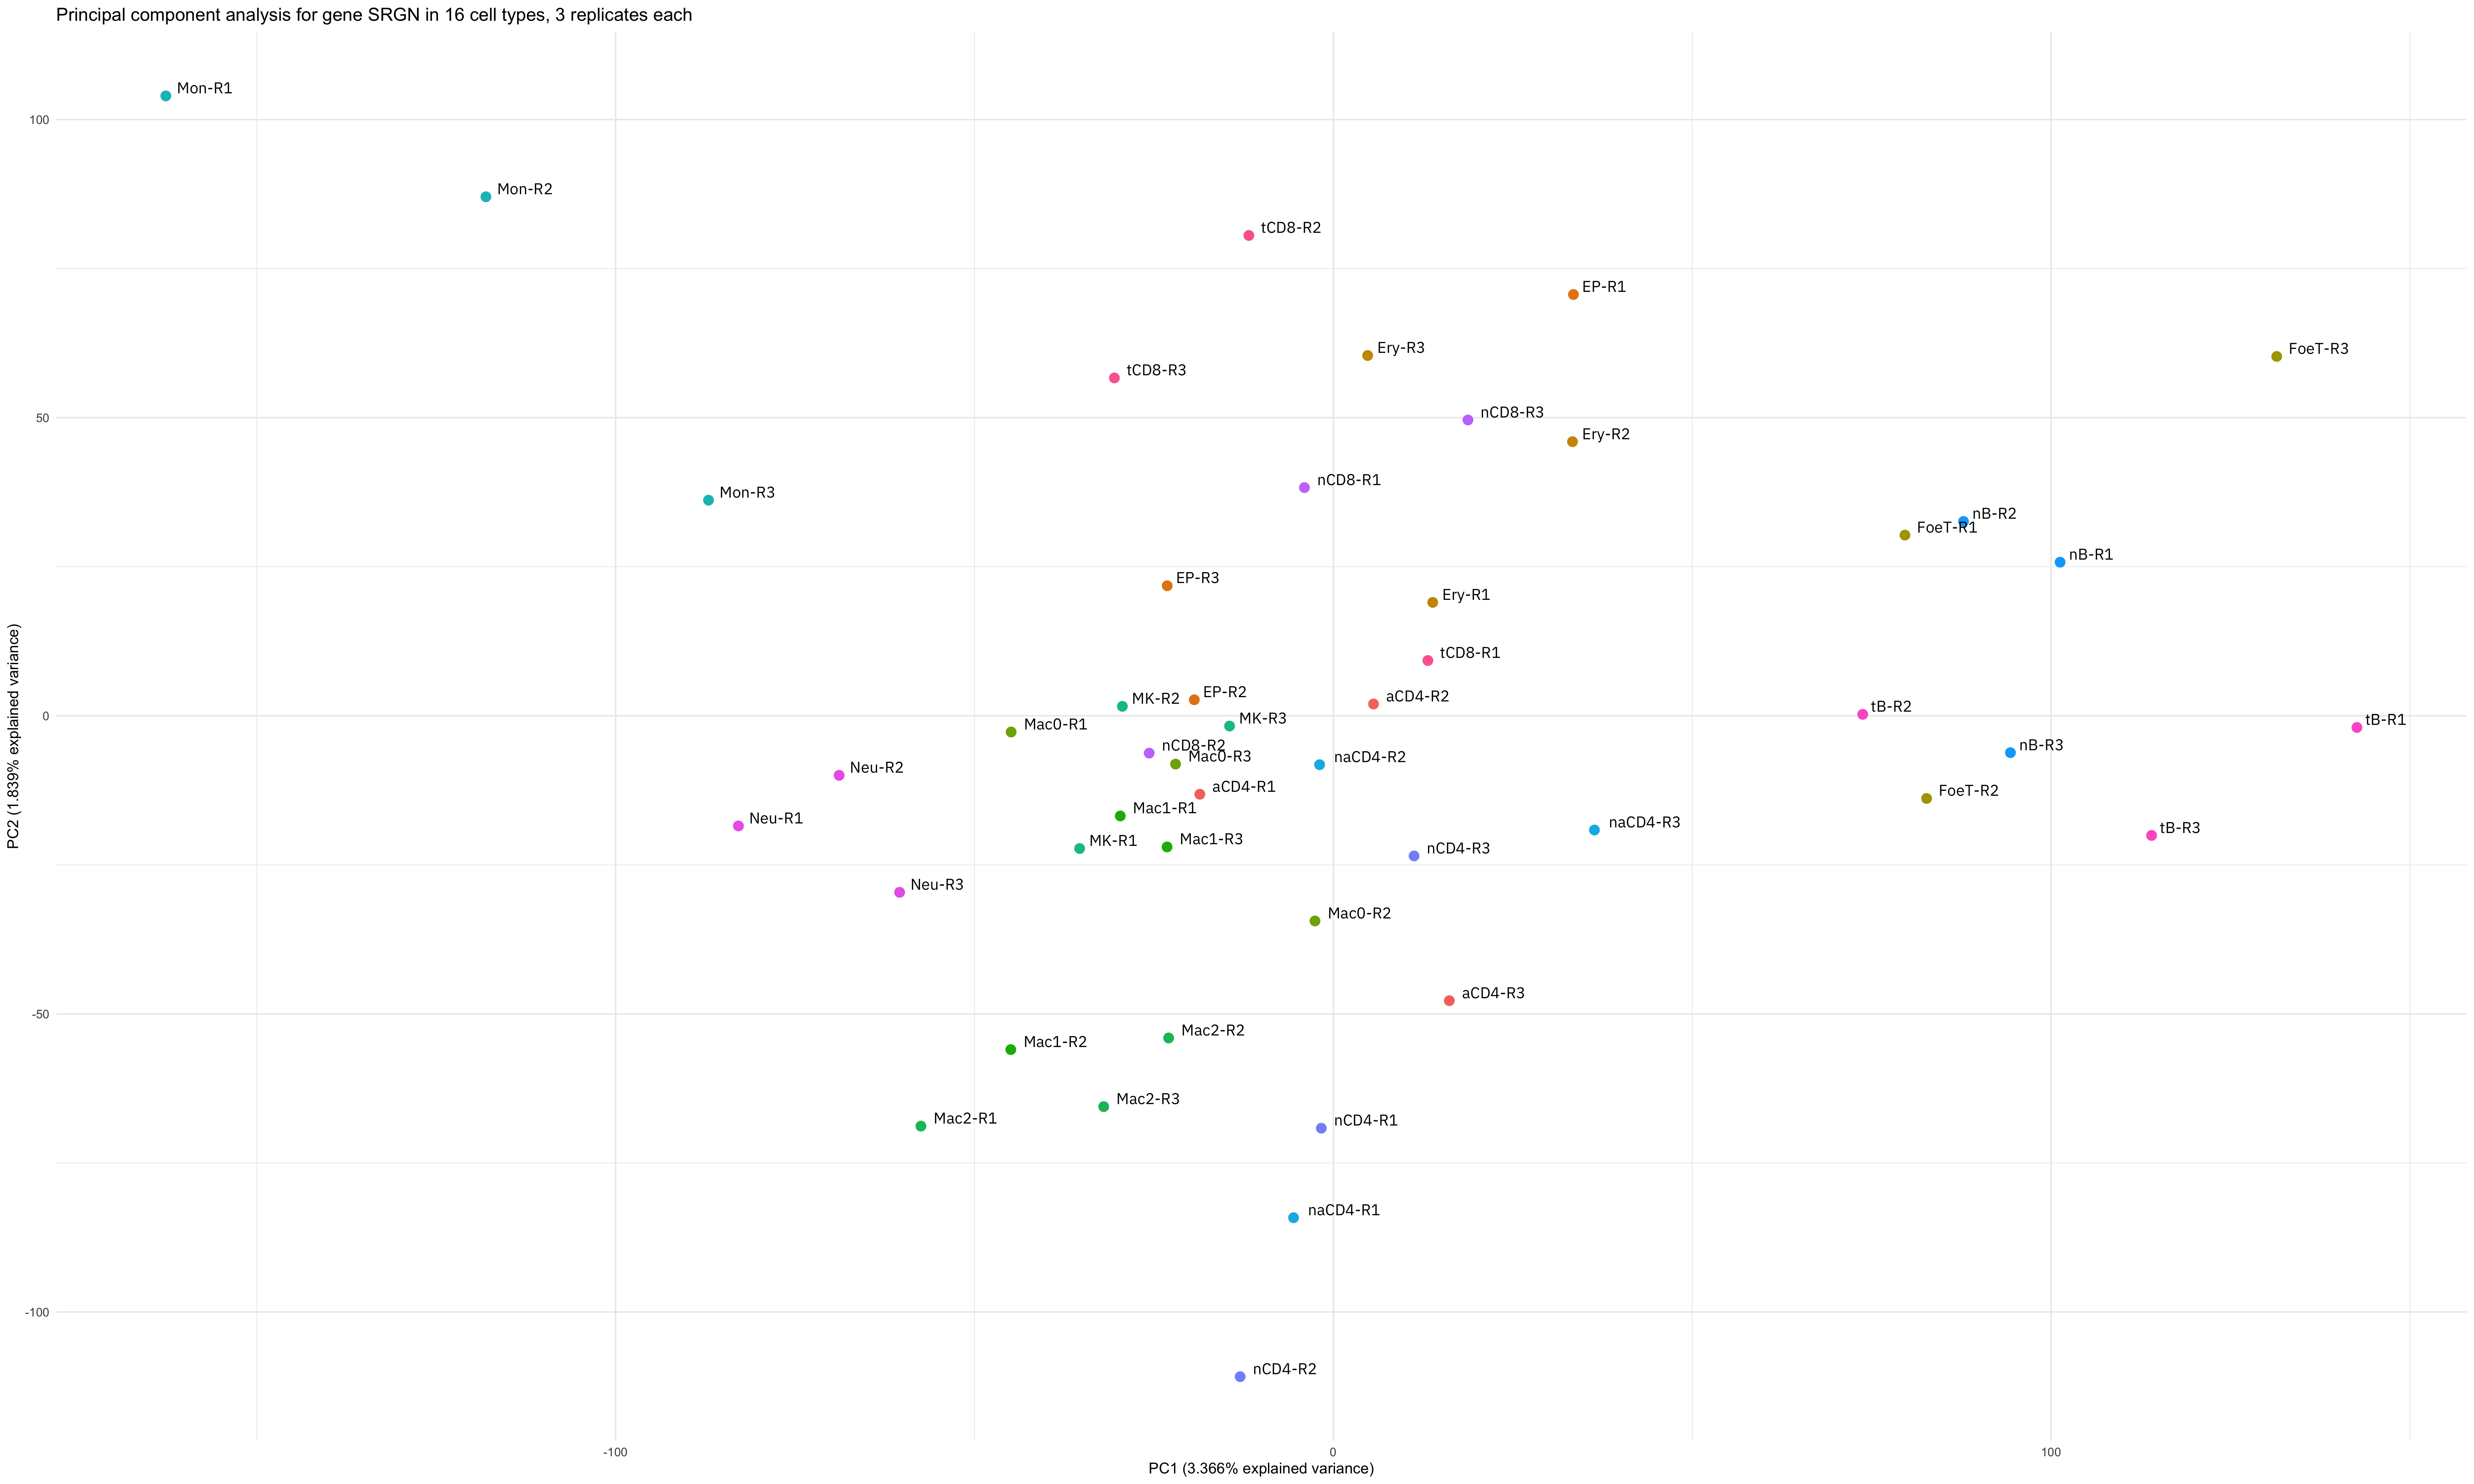 Principal component analysis for gene SRGN in 16 cell types, 3 replicates each
Mon-R1
100
Mon-R2
tCD8-R2
EP-R1
Ery-R3
FoeT-R3
tCD8-R3
nCD8-R3
50
Ery-R2
nCD8-R1
Mon-R3
nB-R2
FoeT-R1
nB-R1
EP-R3
Ery-R1
tCD8-R1
EP-R2
aCD4-R2
MK-R2
tB-R2
0
MK-R3
tB-R1
Mac0-R1
nCD8-R2
nB-R3
Mac0-R3
naCD4-R2
Neu-R2
aCD4-R1
FoeT-R2
Mac1-R1
Neu-R1
naCD4-R3
tB-R3
MK-R1
Mac1-R3
nCD4-R3
Neu-R3
Mac0-R2
aCD4-R3
-50
Mac2-R2
Mac1-R2
Mac2-R3
Mac2-R1
nCD4-R1
naCD4-R1
-100
nCD4-R2
PC2 (1.839% explained variance)
-100
0
100
PC1 (3.366% explained variance)